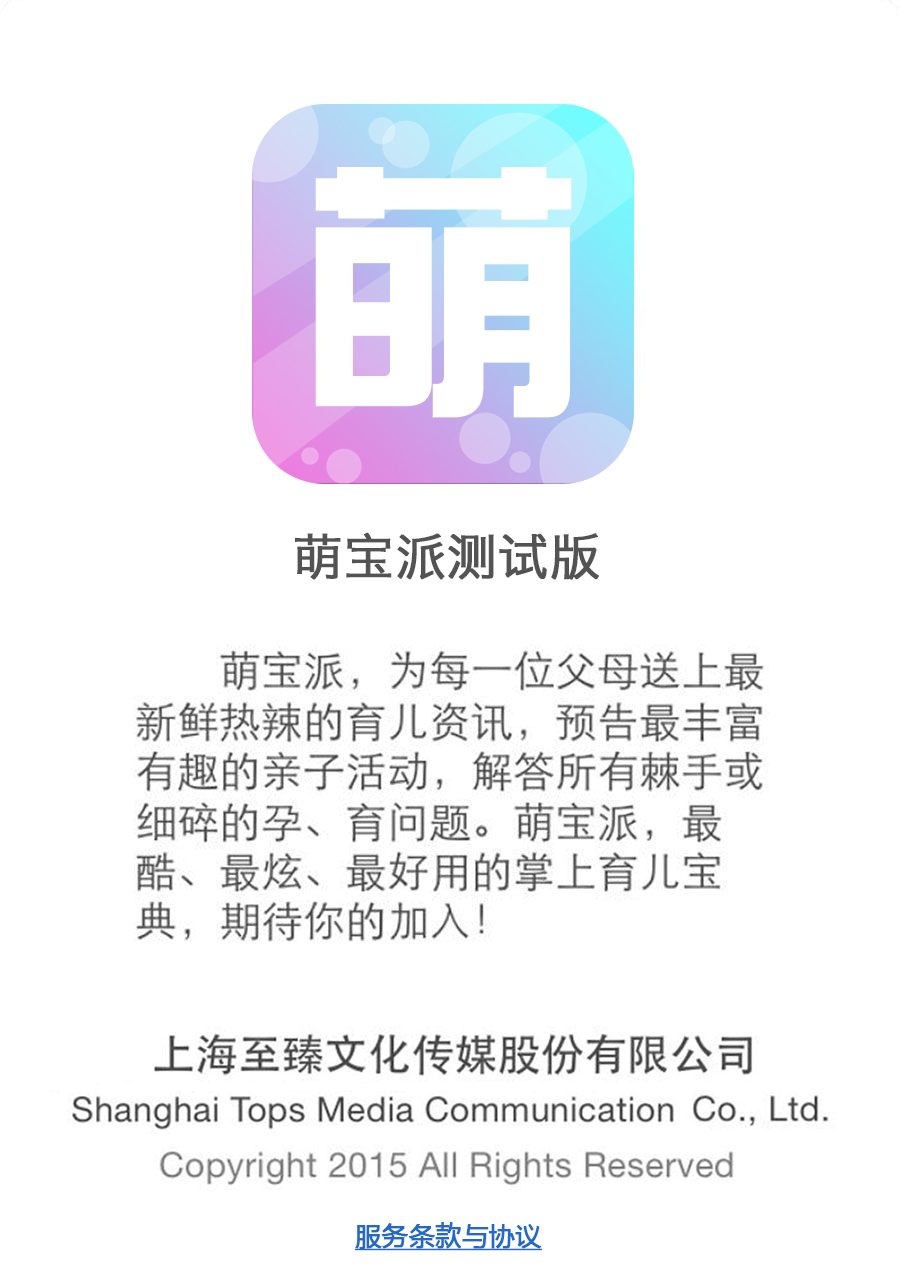 萌
萌宝派测试版
萌宝派，为每一位父母送上最
新鲜热辣的育儿资讯，预告最丰富
有趣的亲子活动，解答所有棘手或
细碎的孕、育问题。萌宝派，最
酷、最炫、最好用的掌上育儿宝
典，期待你的加入！
上海至臻文化传媒股份有限公司
Shanghai Tops Media Communication Co., Ltd.
Copyright 2015 All Rights Reserved
服务条款与协议